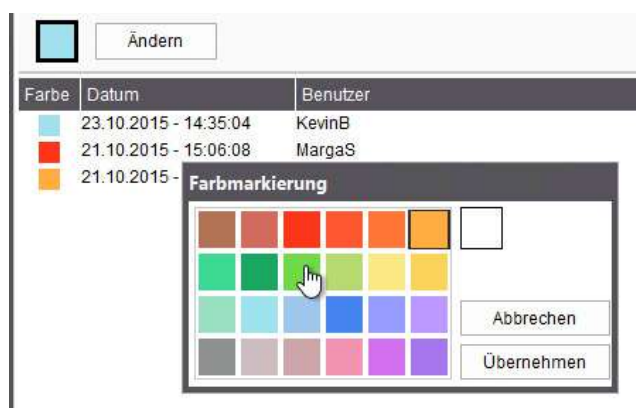 Ändern
Farbe Datum Benutzer
23.10.2015 - 14:35:04 KevinB
21.10.2015 - 15:06:08 MargaS
21.10.2015 -
Farbmarkierung
Abbrechen
Übernehmen